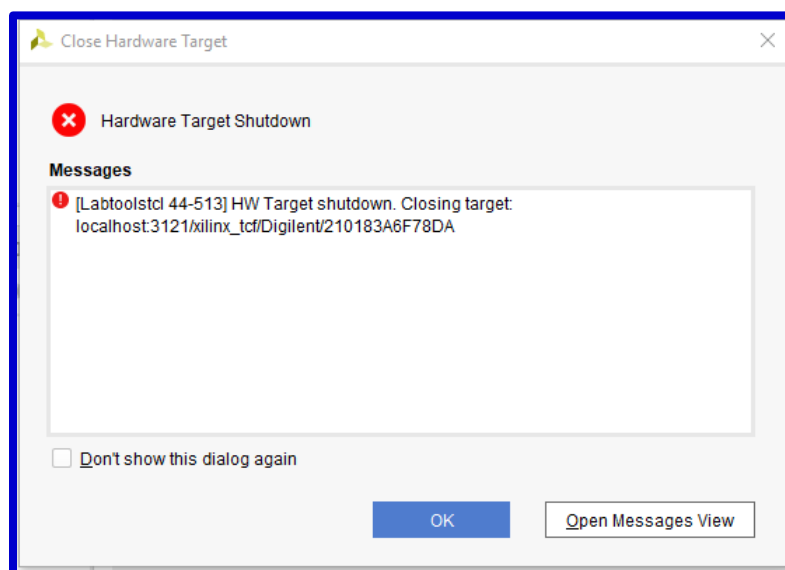 Close Hardware Target
Hardware Target Shutdown
Messages
[Labtoolstcl 44-513] HW Target shutdown. Closing target:
localhost:3121/xilinx_tcf/Digilent/210183A6F78DA
Don't show this dialog again
OK
Open Messages View